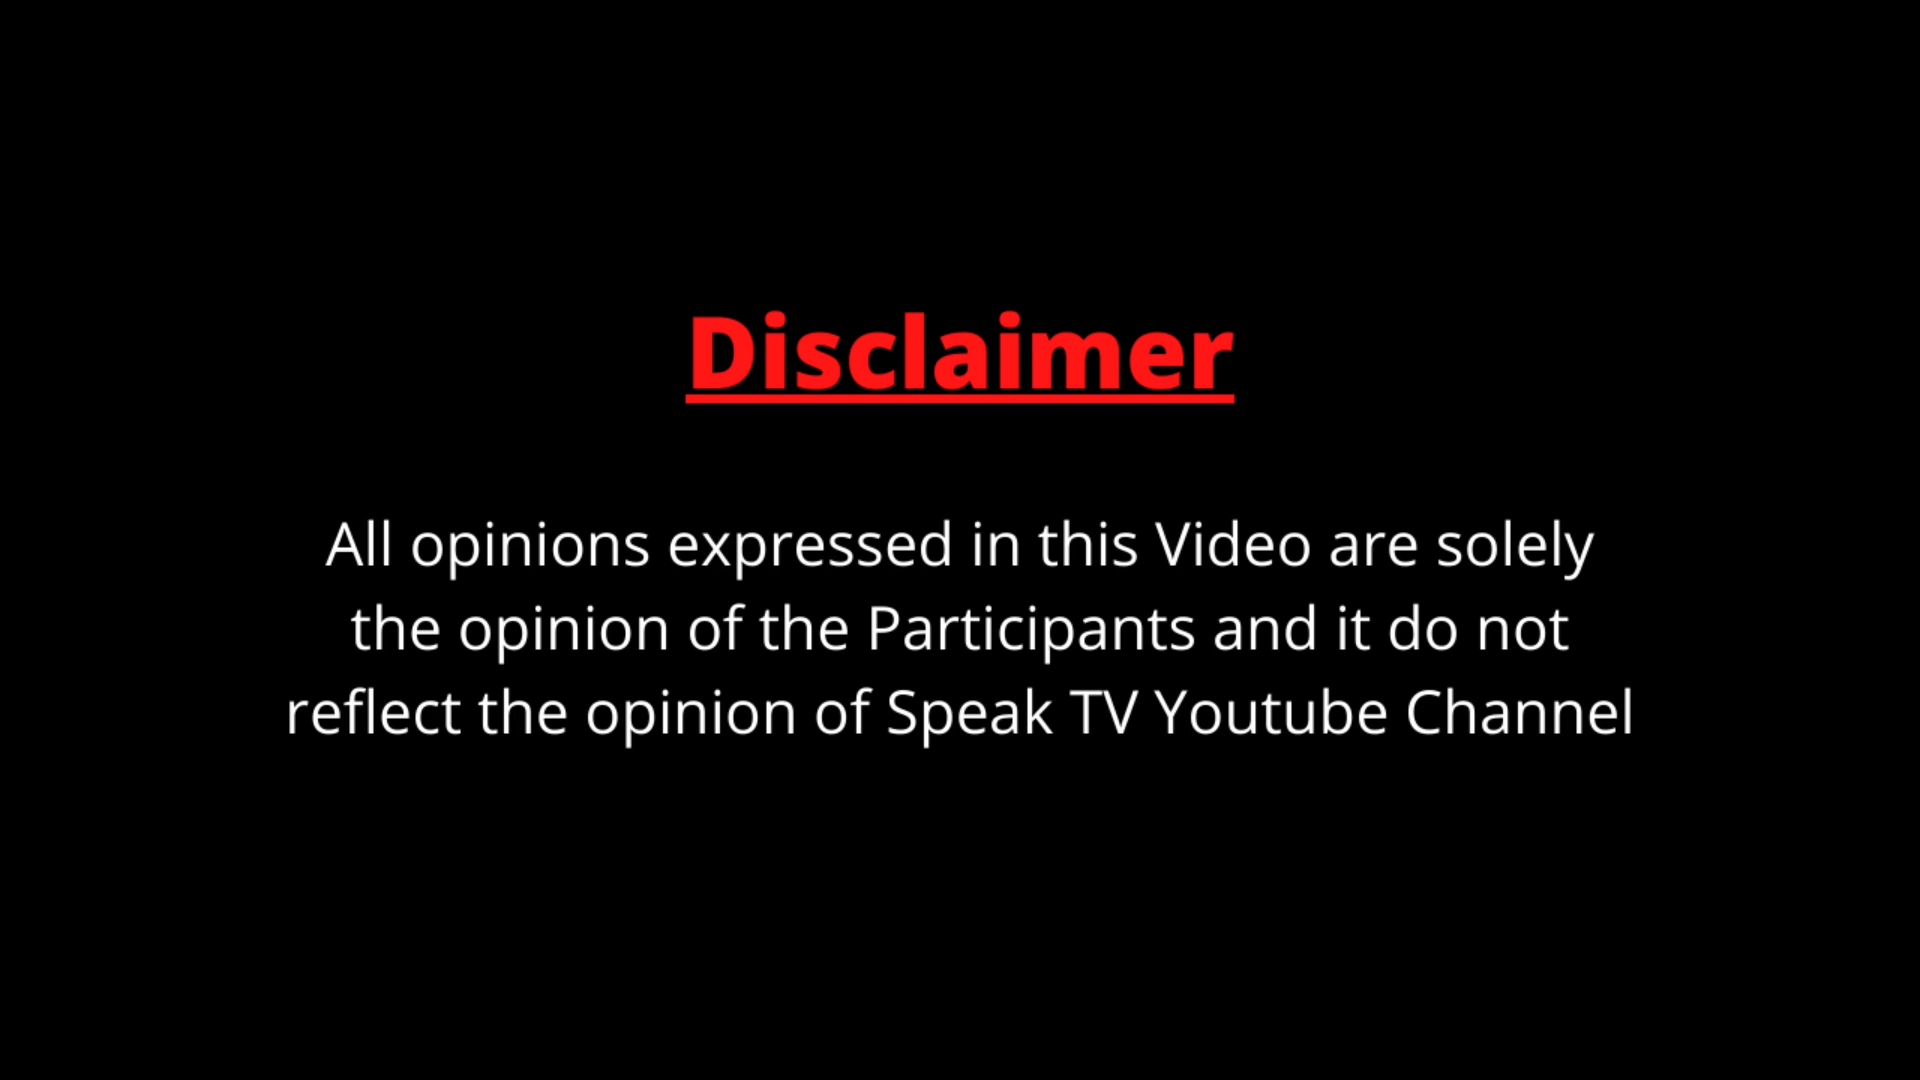 Disclaimer
All opinions expressed in this Video are solely
the opinion of the Participants and it do not
reflect the opinion of Speak TV Youtube Channel